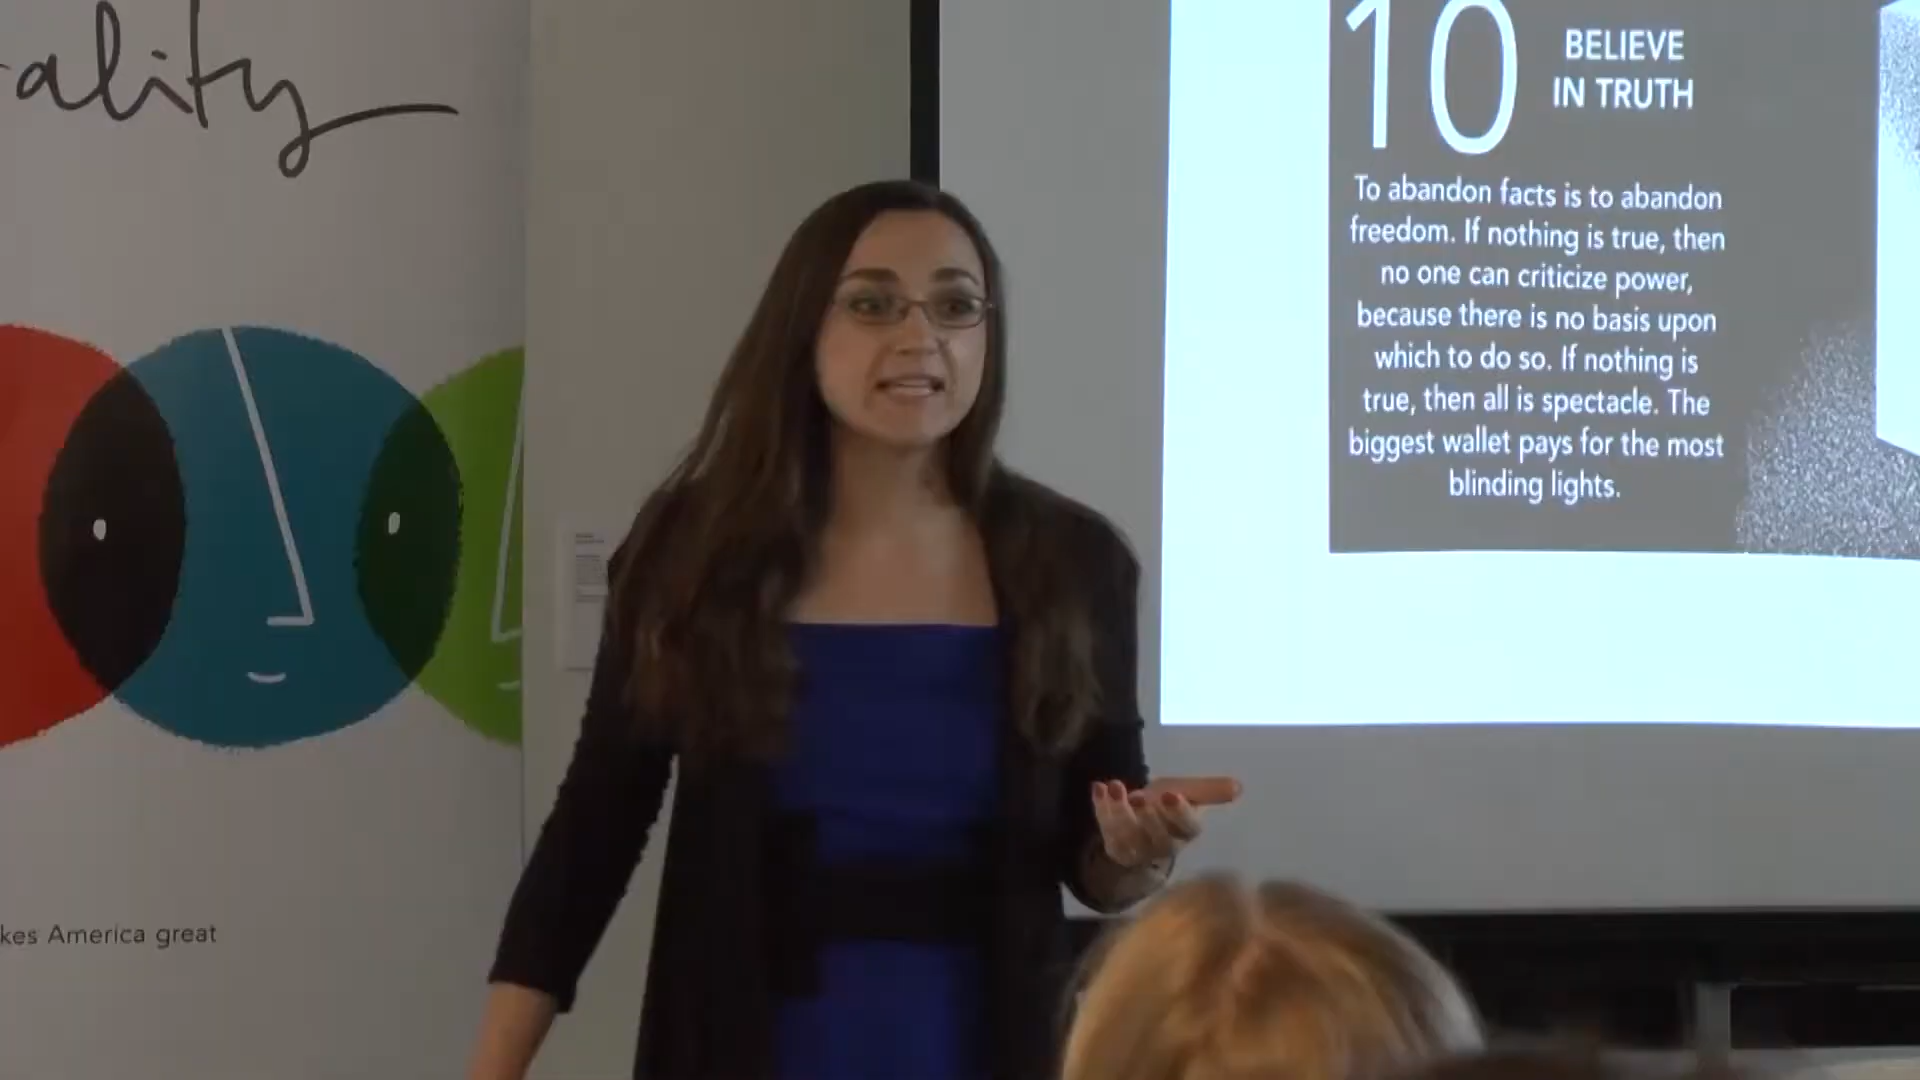 ality
kes America great
10
BELIEVE
IN TRUTH
To abandon facts is to abandon
freedom. If nothing is true, then
no one can criticize power,
because there is no basis upon
which to do so. If nothing is
true, then all is spectacle. The
biggest wallet pays for the most
blinding lights.